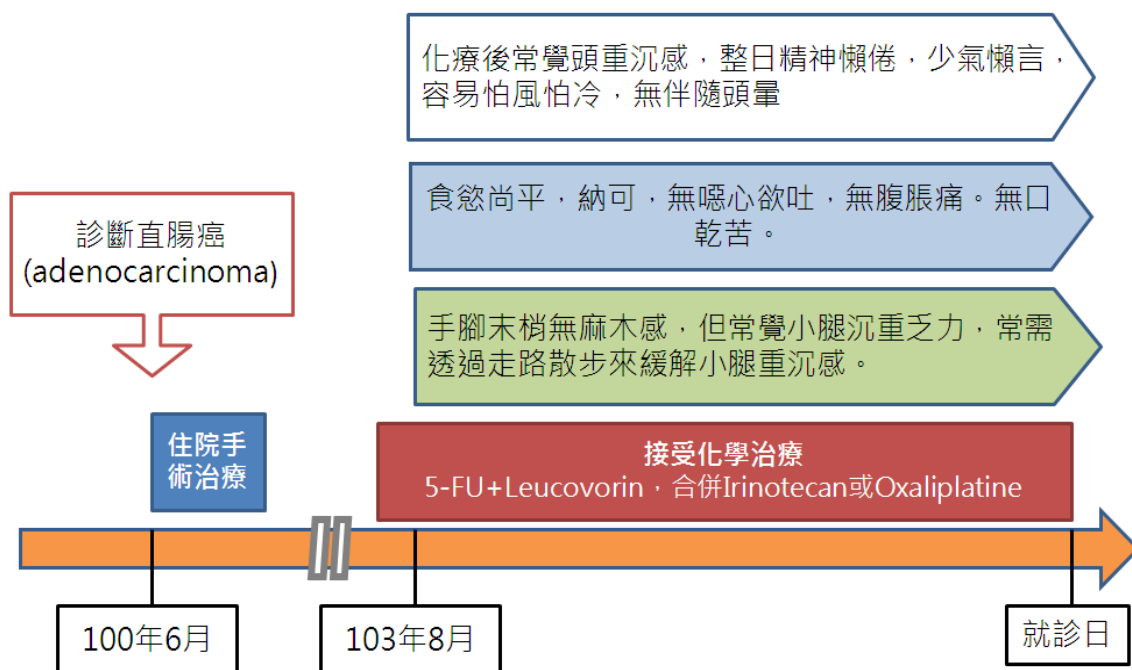 化療後常覺頭重沉感，整日精神懶倦，少氣懶言，
容易怕風怕冷，無伴隨頭暈
食慾尚平，納可，無噁心欲吐，無腹脹痛。無口
乾苦。
診斷直腸癌
(adenocarcinoma)
手腳末梢無麻木感，但常覺小腿沉重乏力，常需
透過走路散步來緩解小腿重沉感。
住院手
術治療
接受化學治療
5-FU+Leucovorin，合併Irinotecan或Oxaliplatine
100年6月
103年8月
就診日